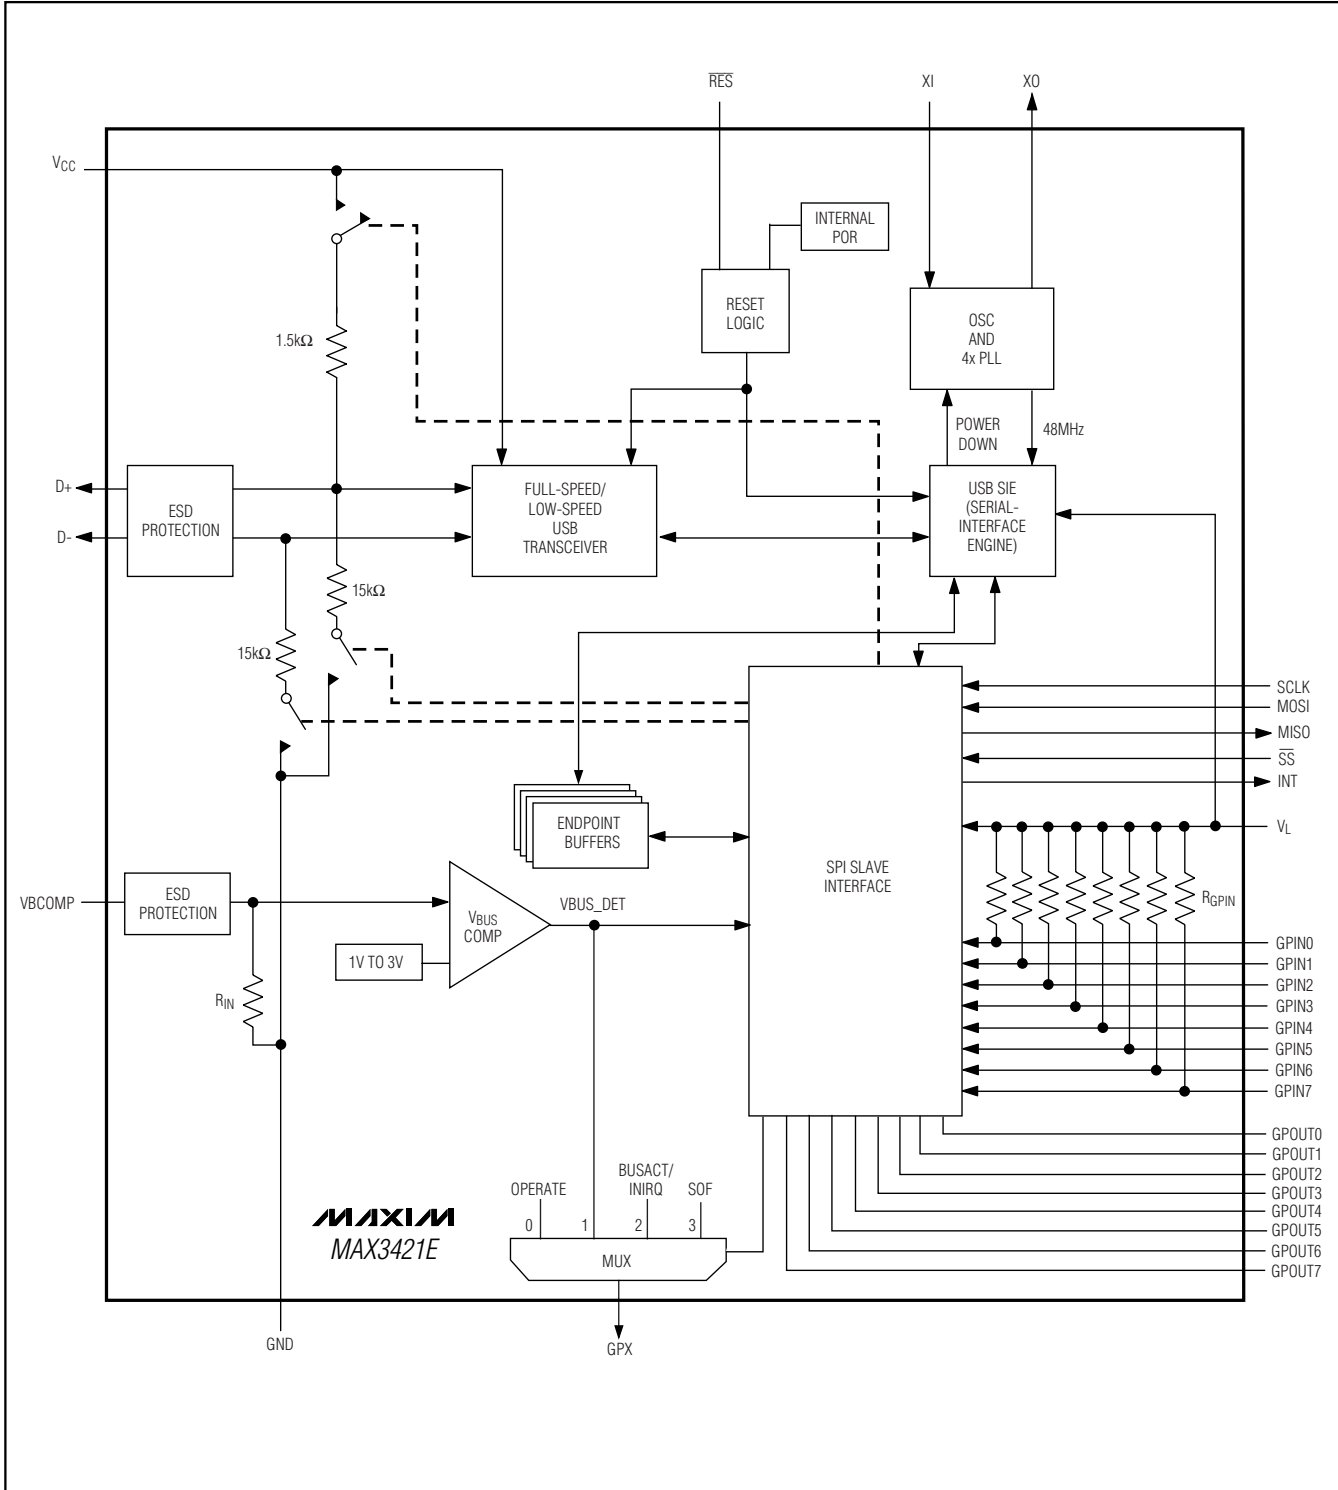 R̅E̅S̅
XI
XO
VCC
INTERNAL
POR
RESET
LOGIC
OSC
AND
4x PLL
1.5kΩ
POWER
DOWN
48MHz
D+
D-
ESD
PROTECTION
FULL-SPEED/
LOW-SPEED
USB
TRANSCEIVER
USB SIE
(SERIAL-
INTERFACE
ENGINE)
15kΩ
15kΩ
SCLK
MOSI
MISO
S̅S̅
INT
VL
ENDPOINT
BUFFERS
SPI SLAVE
INTERFACE
RGPIN
VBCOMP
ESD
PROTECTION
VBUS
COMP
VBUS_DET
1V TO 3V
RIN
GPIN0
GPIN1
GPIN2
GPIN3
GPIN4
GPIN5
GPIN6
GPIN7
GPOUT0
GPOUT1
GPOUT2
GPOUT3
GPOUT4
GPOUT5
GPOUT6
GPOUT7
OPERATE
BUSACT/
INIRQ
SOF
0
1
2
3
MUX
MAXIM
MAX3421E
GND
GPX